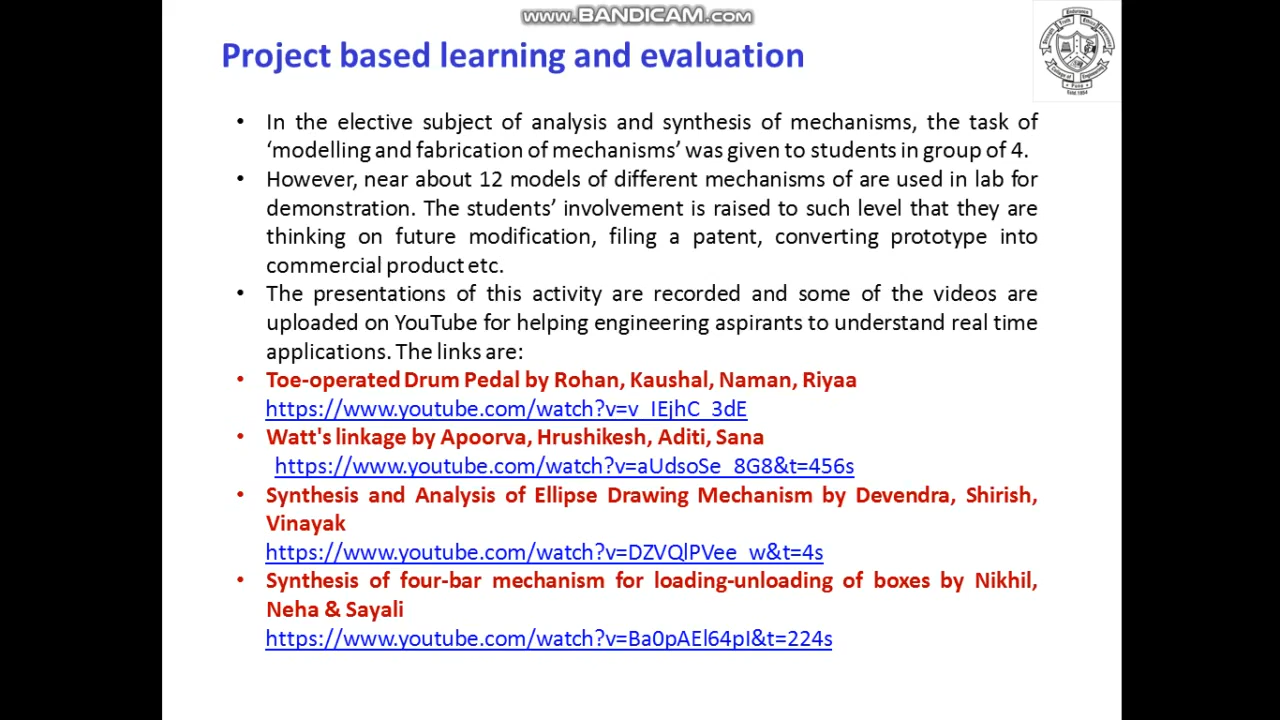 www.BANDICAM.com
Project based learning and evaluation
• In the elective subject of analysis and synthesis of mechanisms, the task of
‘modelling and fabrication of mechanisms’ was given to students in group of 4.
• However, near about 12 models of different mechanisms of are used in lab for
demonstration. The students’ involvement is raised to such level that they are
thinking on future modification, filing a patent, converting prototype into
commercial product etc.
• The presentations of this activity are recorded and some of the videos are
uploaded on YouTube for helping engineering aspirants to understand real time
applications. The links are:
• Toe-operated Drum Pedal by Rohan, Kaushal, Naman, Riyaa
https://www.youtube.com/watch?v=v_IEjhC_3dE
• Watt's linkage by Apoorva, Hrushikesh, Aditi, Sana
https://www.youtube.com/watch?v=aUdsoSe_8G8&t=456s
• Synthesis and Analysis of Ellipse Drawing Mechanism by Devendra, Shirish,
Vinayak
https://www.youtube.com/watch?v=DZVQlPVee_w&t=4s
• Synthesis of four-bar mechanism for loading-unloading of boxes by Nikhil,
Neha & Sayali
https://www.youtube.com/watch?v=Ba0pAEl64pI&t=224s